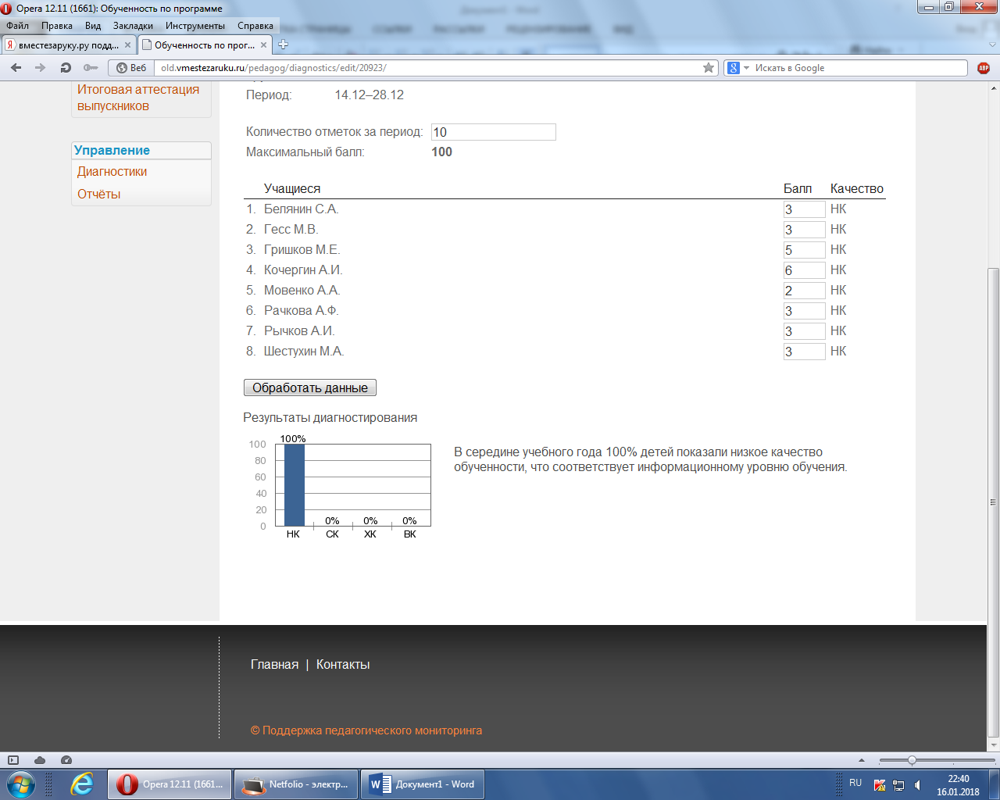 Opera 12.11 (1661): Обученность по программе
Файл Правка Вид Закладки Инструменты Справка
вместезаруку.ру подд... Обученность по прог...
Веб old.vmestezaruku.ru/pedagog/diagnostics/edit/20923/ Искать в Google ABP
Итоговая аттестация
выпускников
Управление
Диагностики
Отчёты
Период: 14.12–28.12
Количество отметок за период: 10
Максимальный балл: 100
Учащиеся Балл Качество
1. Белянин С.А. 3 НК
2. Гесс М.В. 3 НК
3. Гришков М.Е. 5 НК
4. Кочергин А.И. 6 НК
5. Мовенко А.А. 2 НК
6. Рачкова А.Ф. 3 НК
7. Рычков А.И. 3 НК
8. Шестухин М.А. 3 НК
Обработать данные
Результаты диагностирования
100%
100
80
60
40
20
0
0% 0% 0%
НК СК ХК ВК
В середине учебного года 100% детей показали низкое качество
обученности, что соответствует информационному уровню обучения.
Главная | Контакты
© Поддержка педагогического мониторинга
Opera 12.11 (1661... Netfolio - электр... Документ1 - Word
RU 22:40
16.01.2018